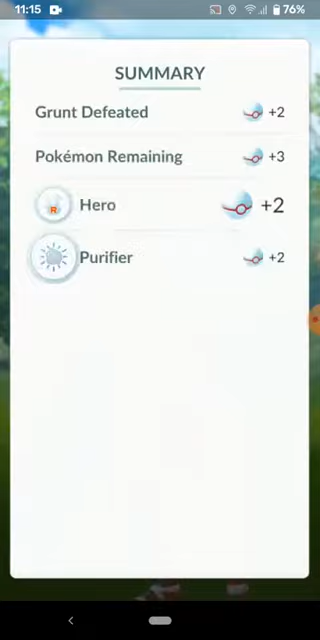 11:15
76%
SUMMARY
Grunt Defeated +2
Pokémon Remaining +3
R
Hero +2
Purifier +2